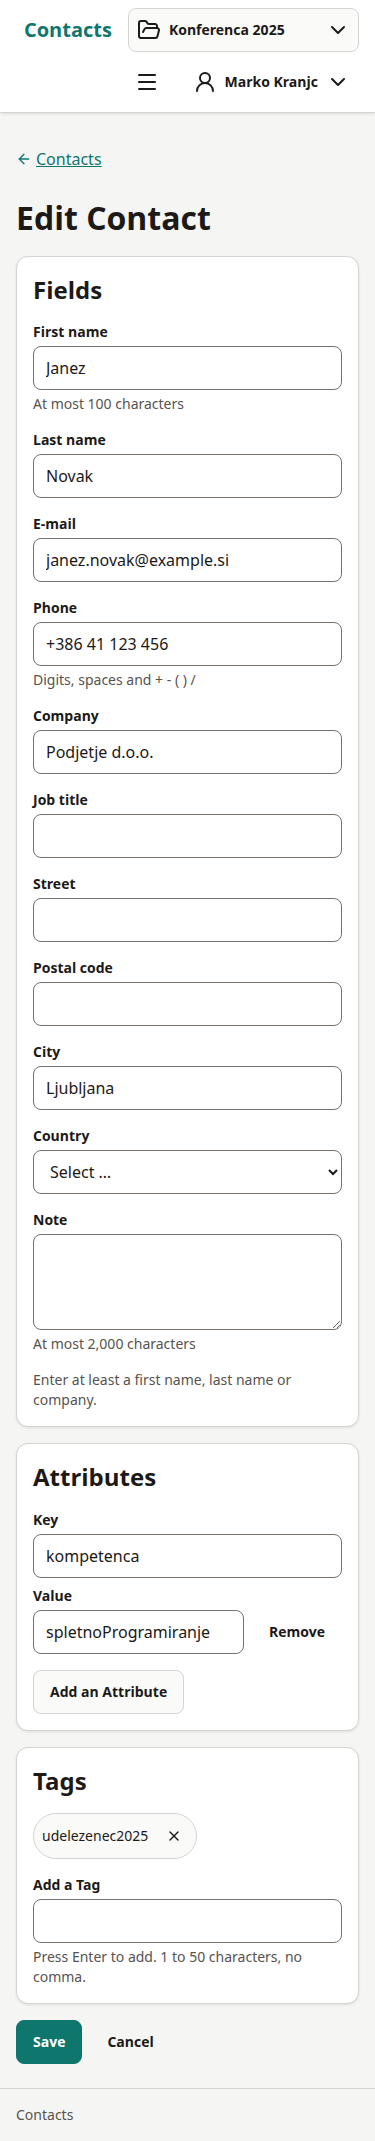 Contacts
Konferenca 2025
Marko Kranjc
← Contacts
Edit Contact
Fields
First name
Janez
At most 100 characters
Last name
Novak
E-mail
janez.novak@example.si
Phone
+386 41 123 456
Digits, spaces and + - ( ) /
Company
Podjetje d.o.o.
Job title
Street
Postal code
City
Ljubljana
Country
Select ...
Note
At most 2,000 characters
Enter at least a first name, last name or
company.
Attributes
Key
kompetenca
Value
spletnoProgramiranje
Remove
Add an Attribute
Tags
udelezenec2025
Add a Tag
Press Enter to add. 1 to 50 characters, no
comma.
Save
Cancel
Contacts